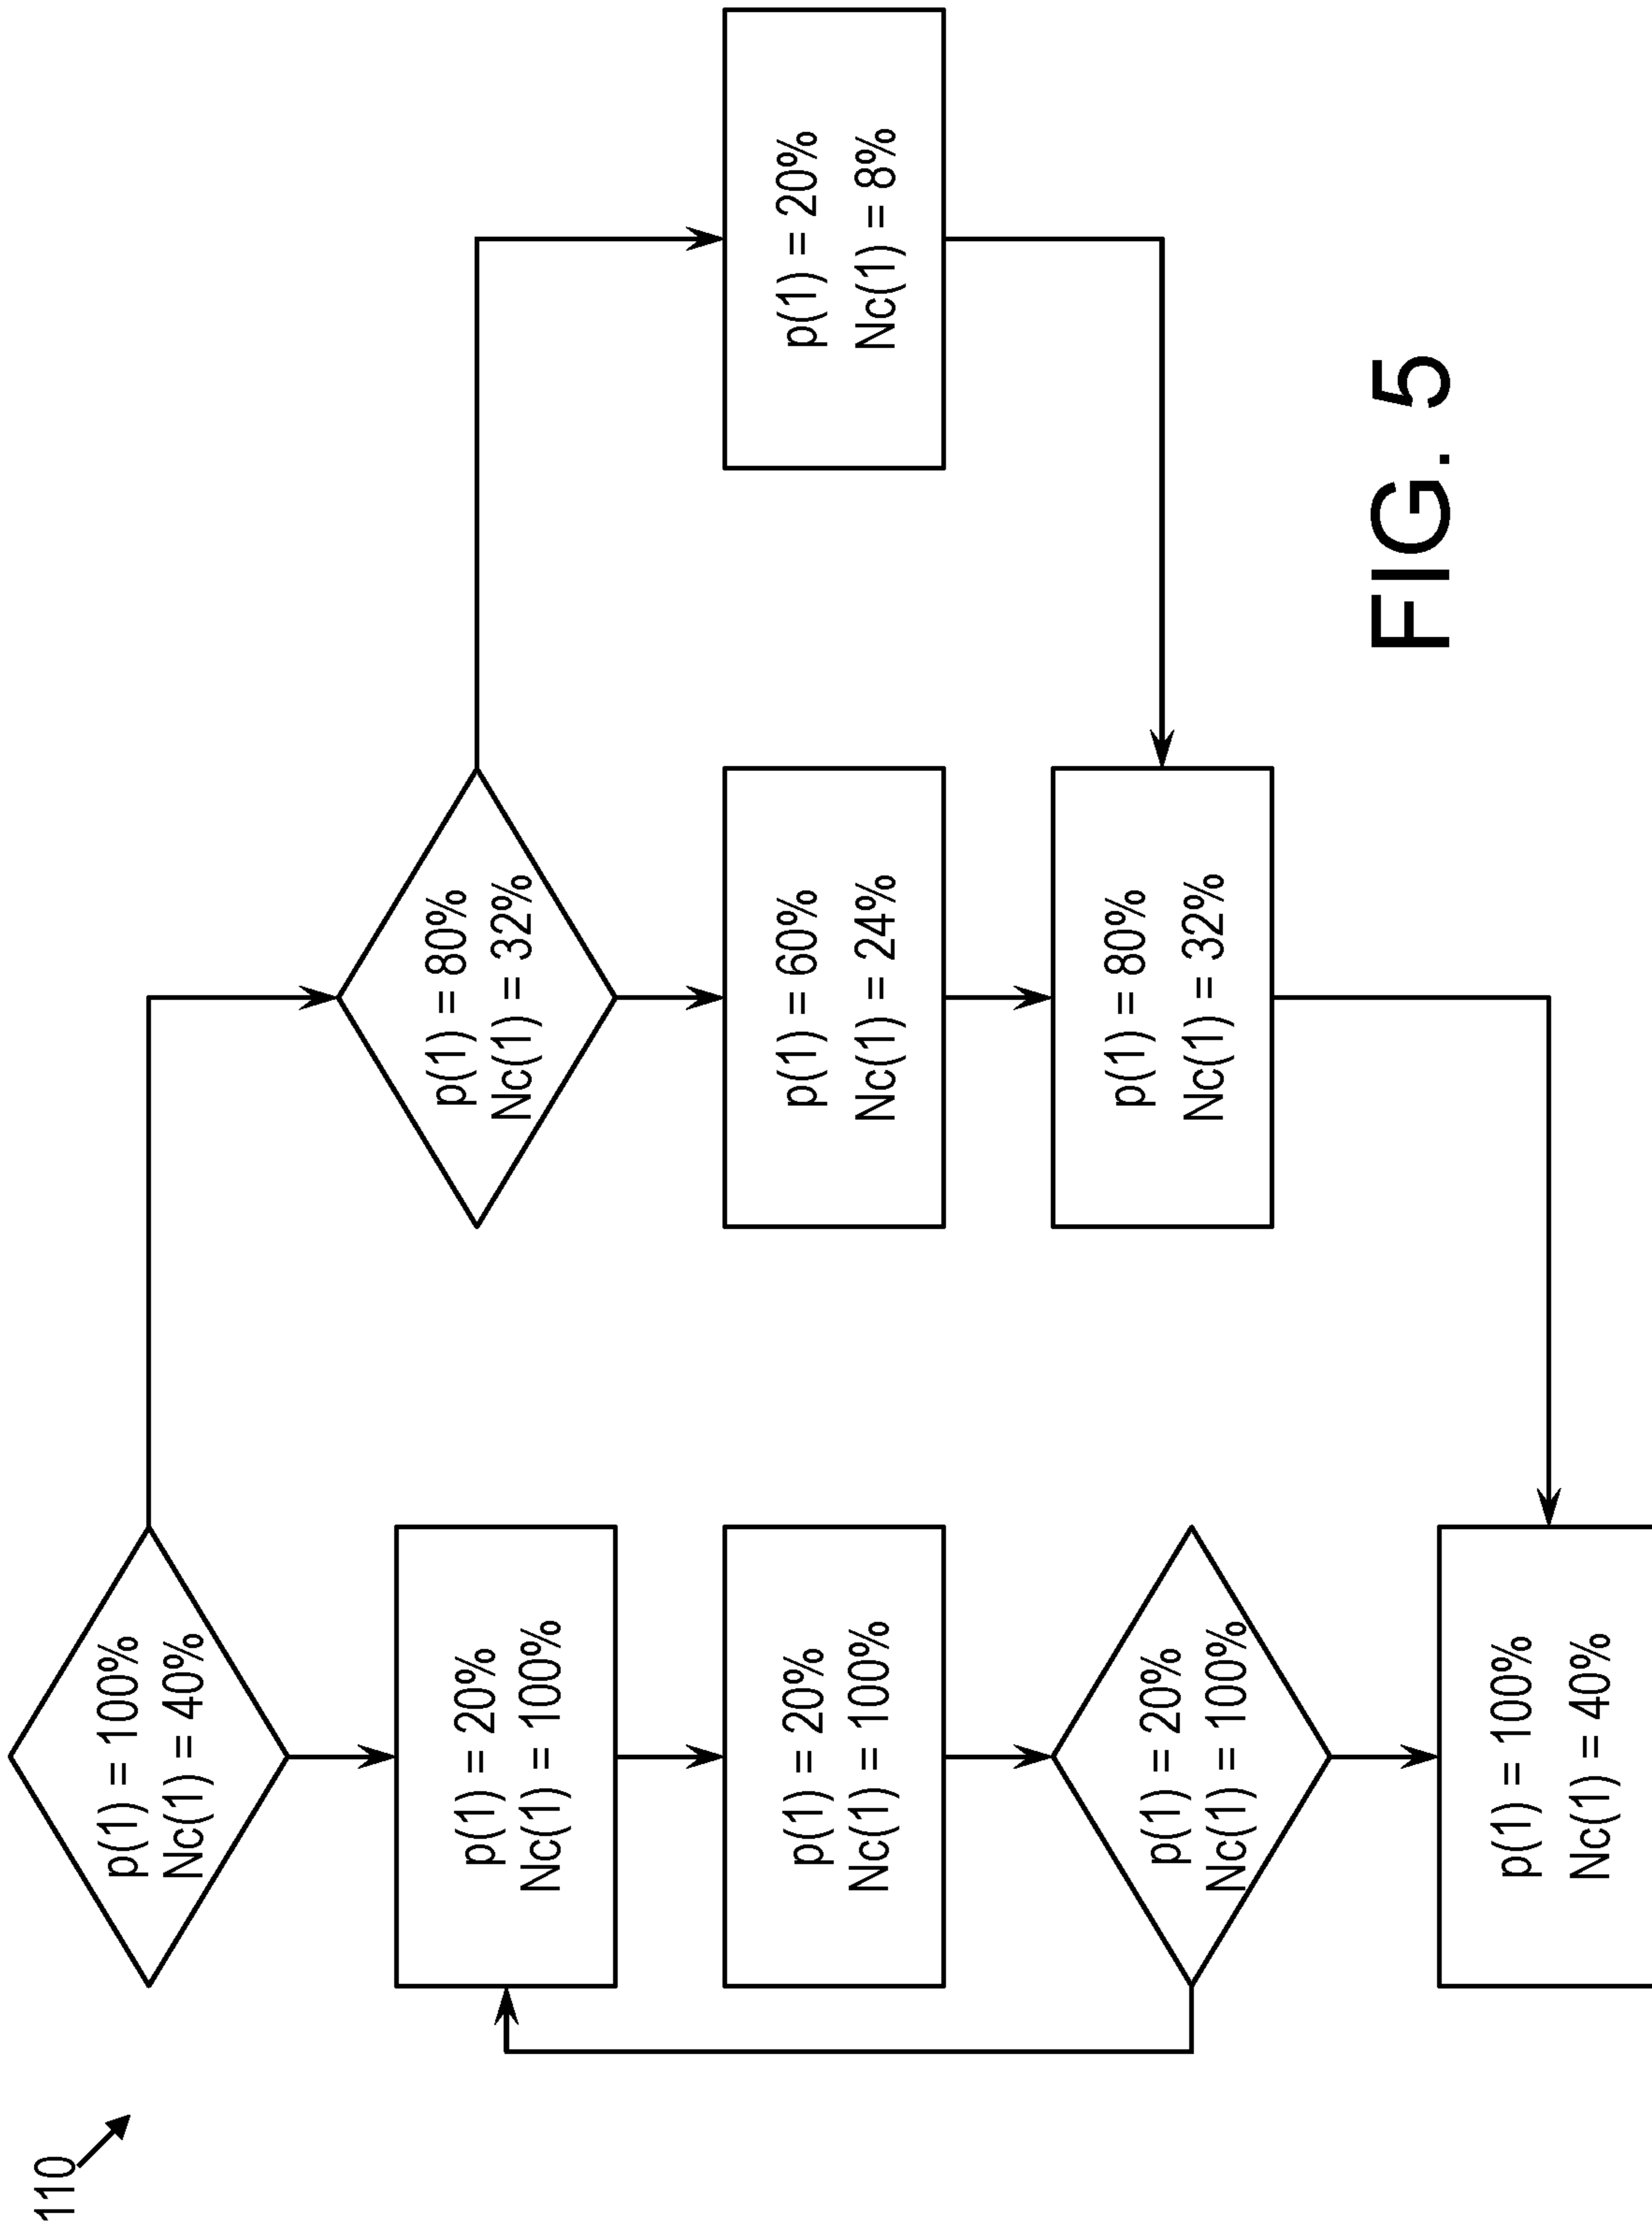 110
p(1) = 100%
Nc(1) = 40%
p(1) = 20%
Nc(1) = 100%
p(1) = 80%
Nc(1) = 32%
p(1) = 20%
Nc(1) = 100%
p(1) = 60%
Nc(1) = 24%
p(1) = 20%
Nc(1) = 8%
p(1) = 20%
Nc(1) = 100%
p(1) = 80%
Nc(1) = 32%
p(1) = 100%
Nc(1) = 40%
FIG. 5